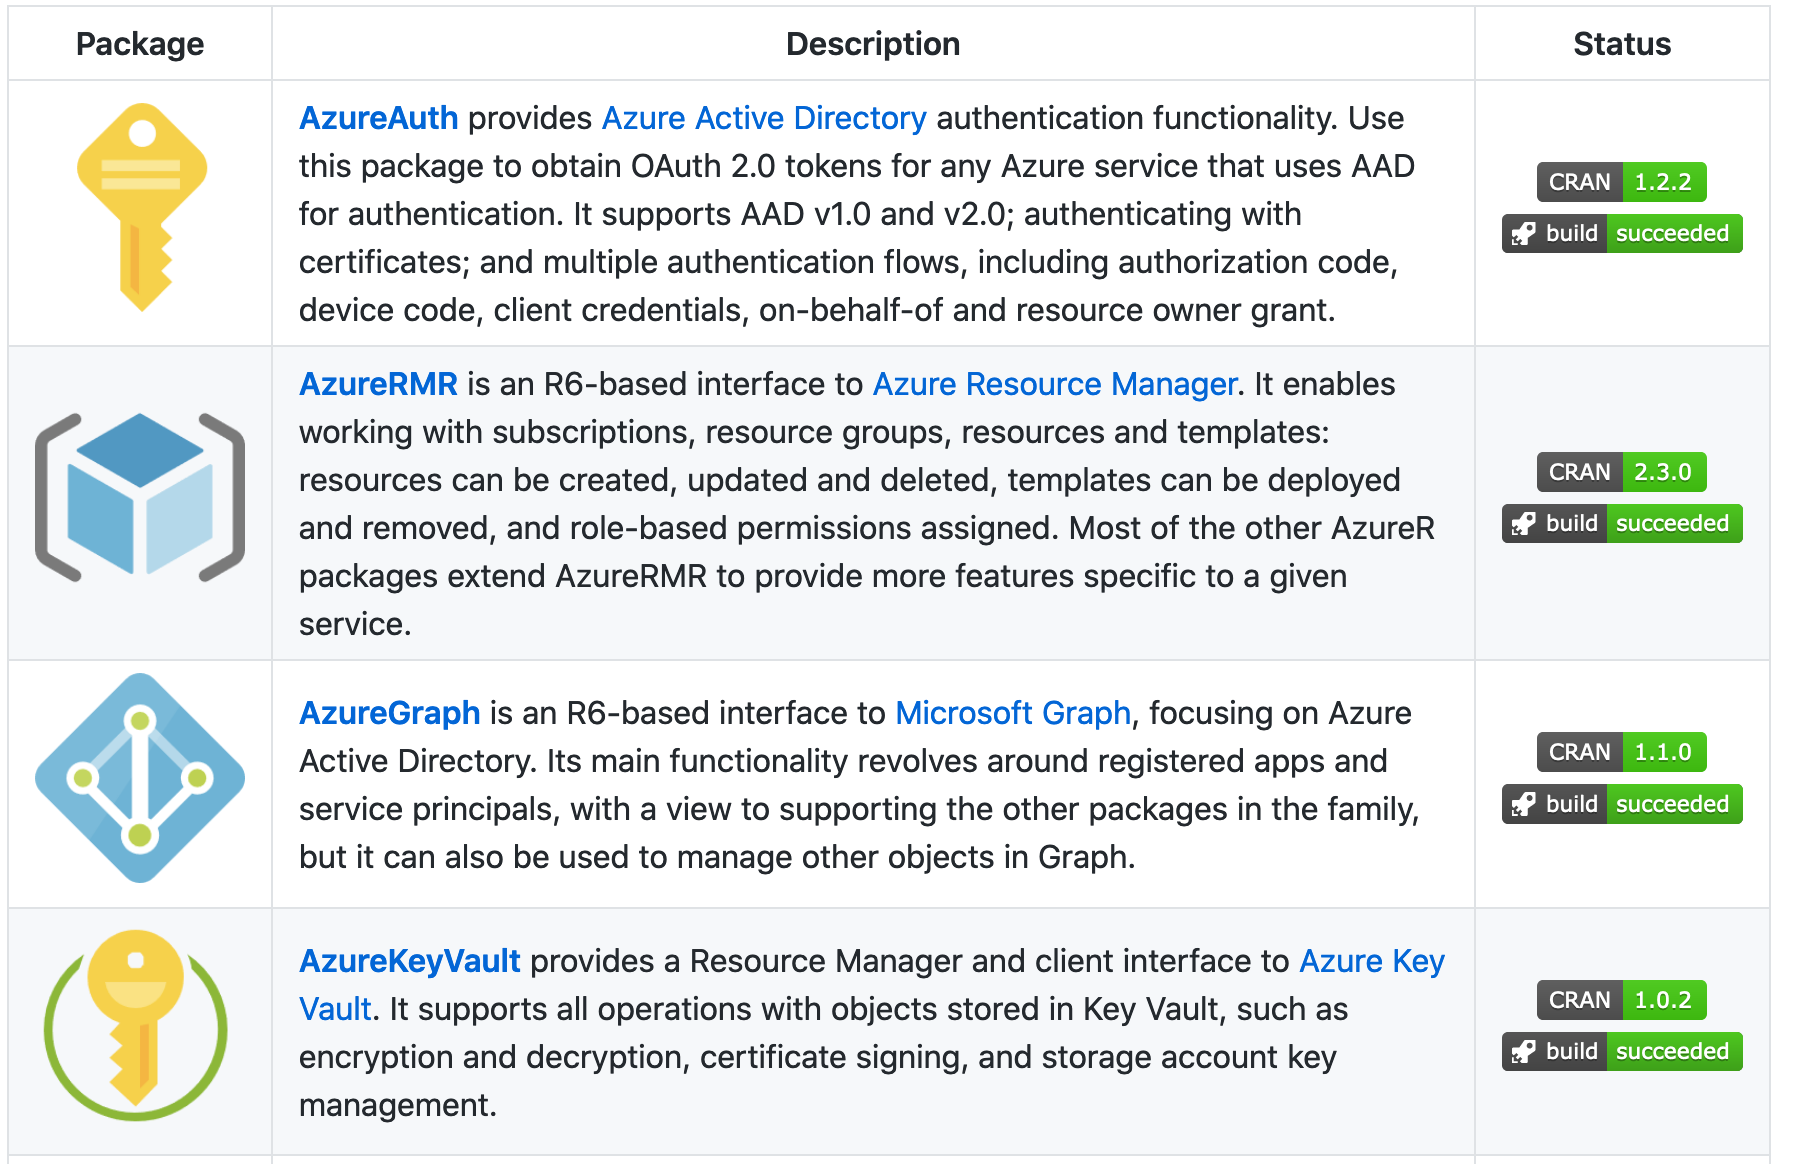 Package Description Status
AzureAuth provides Azure Active Directory authentication functionality. Use
this package to obtain OAuth 2.0 tokens for any Azure service that uses AAD
for authentication. It supports AAD v1.0 and v2.0; authenticating with
certificates; and multiple authentication flows, including authorization code,
device code, client credentials, on-behalf-of and resource owner grant.
CRAN 1.2.2
build succeeded
AzureRMR is an R6-based interface to Azure Resource Manager. It enables
working with subscriptions, resource groups, resources and templates:
resources can be created, updated and deleted, templates can be deployed
and removed, and role-based permissions assigned. Most of the other AzureR
packages extend AzureRMR to provide more features specific to a given
service.
CRAN 2.3.0
build succeeded
AzureGraph is an R6-based interface to Microsoft Graph, focusing on Azure
Active Directory. Its main functionality revolves around registered apps and
service principals, with a view to supporting the other packages in the family,
but it can also be used to manage other objects in Graph.
CRAN 1.1.0
build succeeded
AzureKeyVault provides a Resource Manager and client interface to Azure Key
Vault. It supports all operations with objects stored in Key Vault, such as
encryption and decryption, certificate signing, and storage account key
management.
CRAN 1.0.2
build succeeded